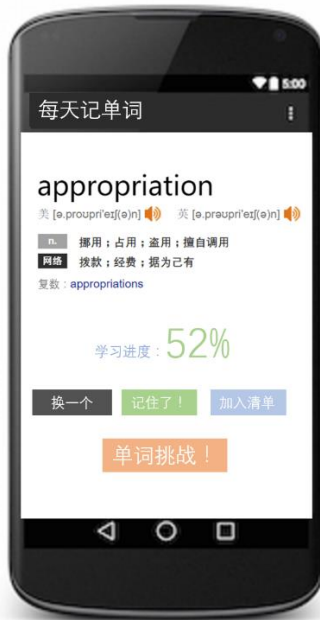 5:00
每天记单词
appropriation
美 [ə.proʊpri'eɪʃ(ə)n] 英 [ə.prəʊpri'eɪʃ(ə)n]
n. 挪用；占用；盗用；擅自调用
网络 拨款；经费；据为己有
复数：appropriations
学习进度：52%
换一个 记住了！ 加入清单
单词挑战！